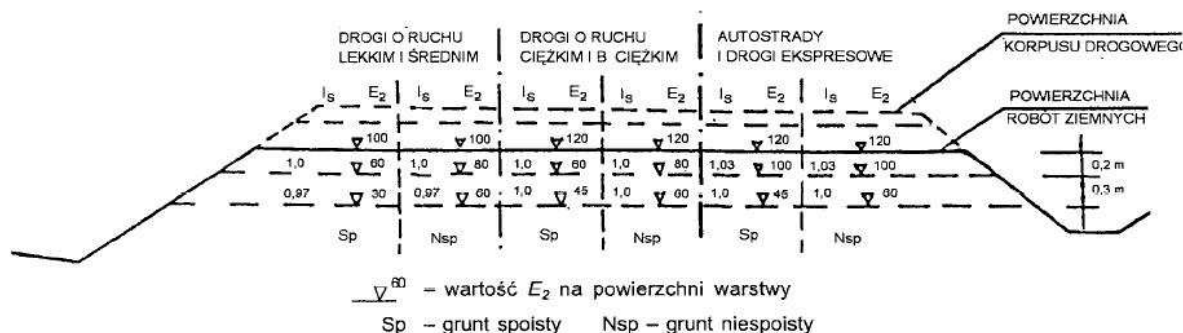 DROGI O RUCHU
LEKKIM I ŚREDNIM
DROGI O RUCHU
CIĘŻKIM I B CIĘŻKIM
AUTOSTRADY
I DROGI EKSPRESOWE
POWIERZCHNIA
KORPUSU DROGOWEGO
POWIERZCHNIA
ROBÓT ZIEMNYCH
Is E2 Is E2 Is E2 Is E2 Is E2 Is E2
100 100 120 120 120 120
1,0 60 1,0 80 1,0 60 1,0 80 1,03 100 1,03 100 0,2 m
0,97 30 0,97 60 1,0 45 1,0 60 1,0 45 1,0 60 0,3 m
Sp Nsp Sp Nsp Sp Nsp
60 – wartość E2 na powierzchni warstwy
Sp – grunt spoisty Nsp – grunt niespoisty